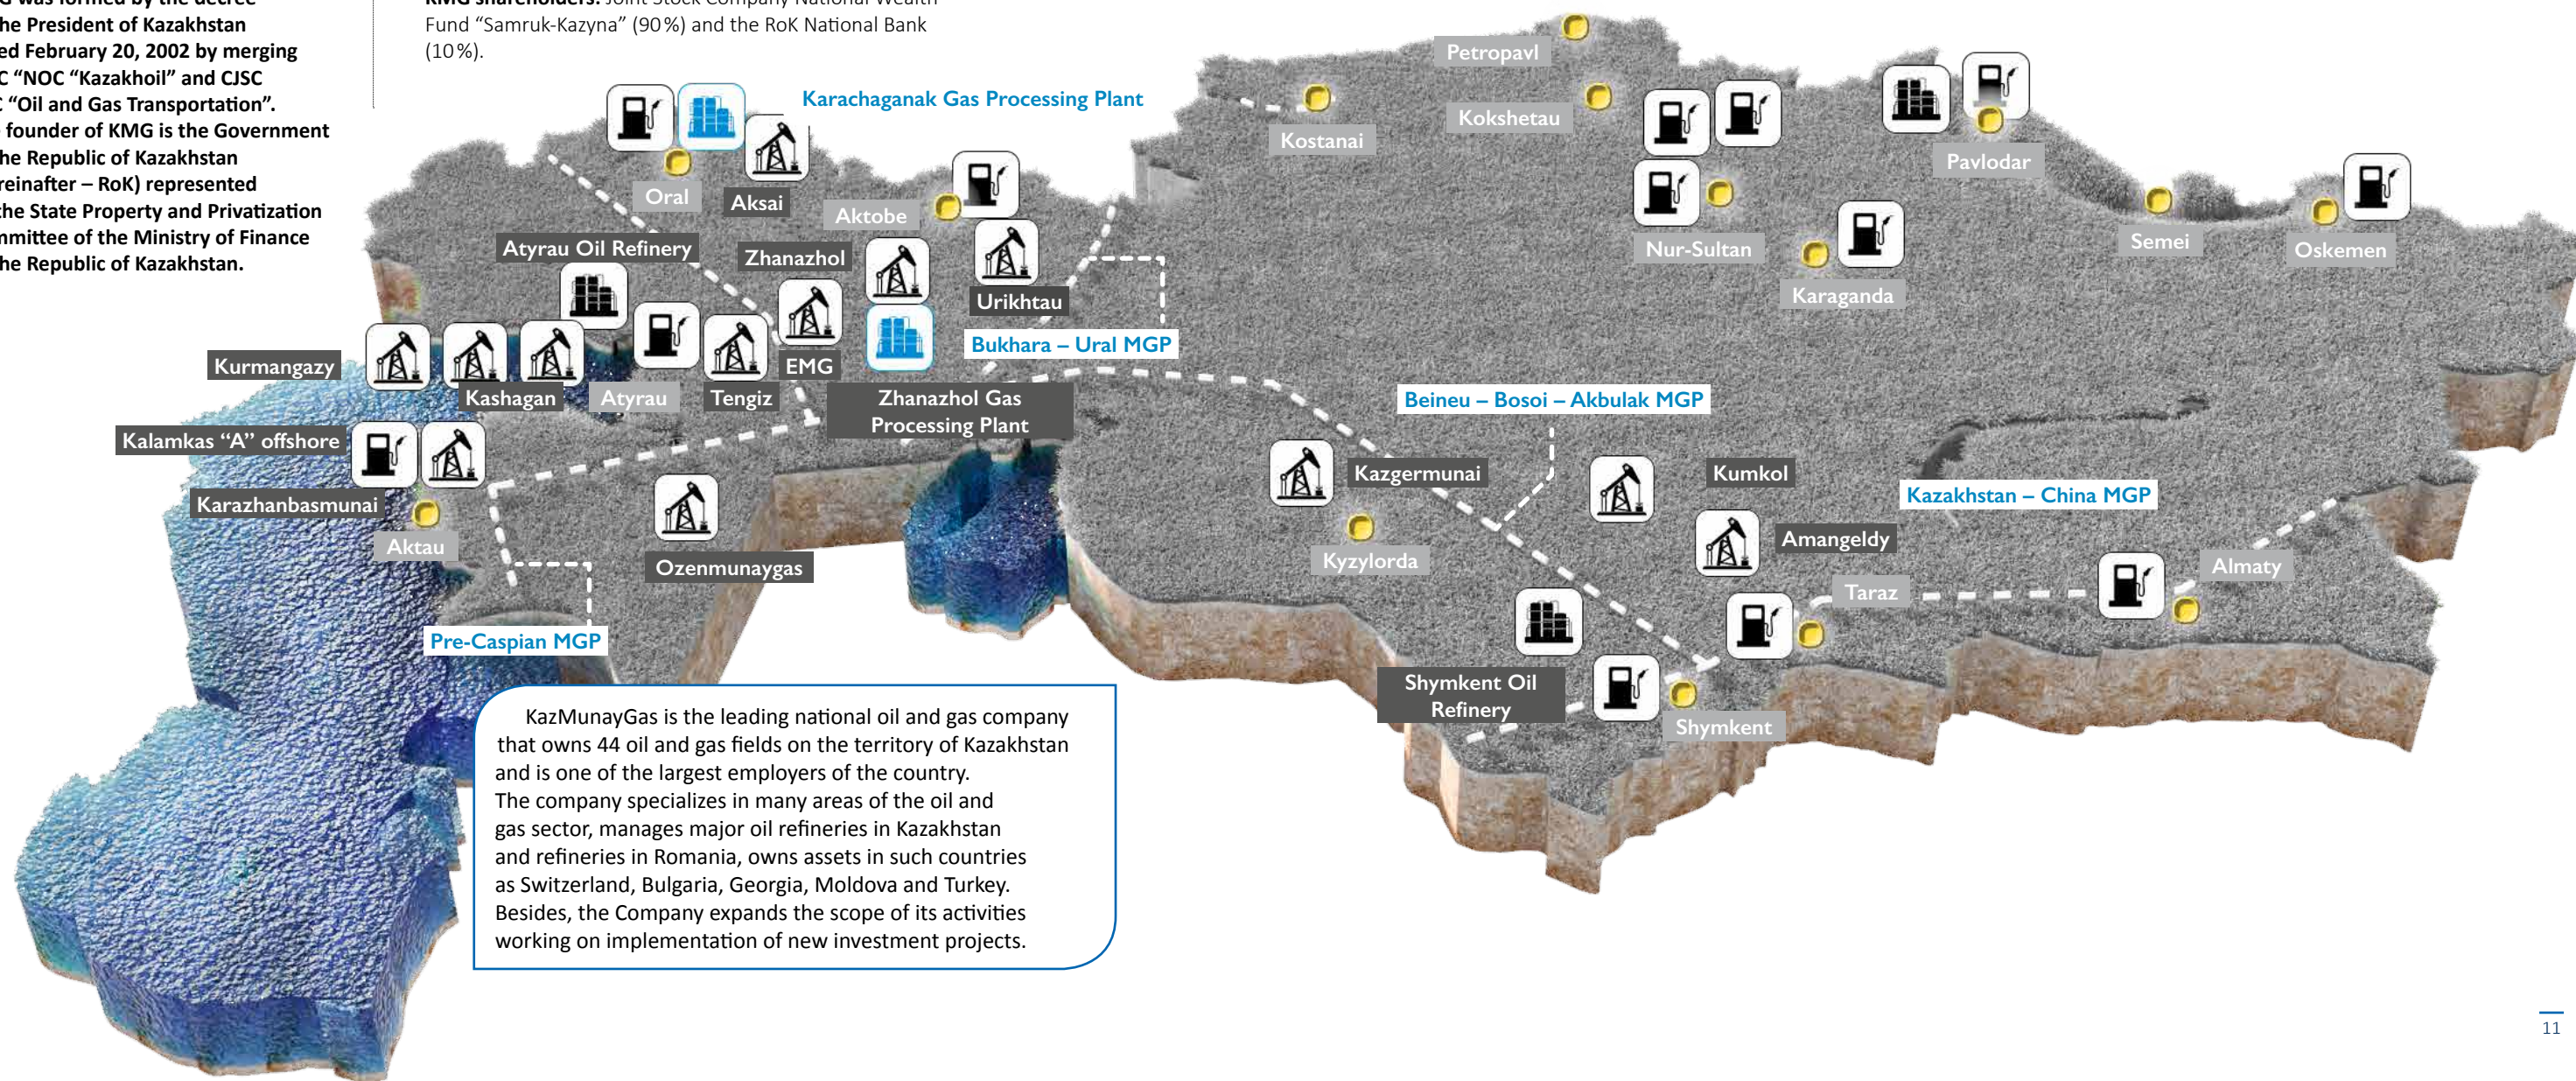 was formed by the decree
he President of Kazakhstan
ed February 20, 2002 by merging
C “NOC “Kazakhoil” and CJSC
“Oil and Gas Transportation”.
founder of KMG is the Government
he Republic of Kazakhstan
reinafter – RoK) represented
the State Property and Privatization
mmittee of the Ministry of Finance
he Republic of Kazakhstan.
KMG shareholders: Joint Stock Company National Wealth
Fund “Samruk-Kazyna” (90%) and the RoK National Bank
(10%).
Petropavl
Karachaganak Gas Processing Plant
Kokshetau
Kostanai
Pavlodar
Oral
Aksai
Aktobe
Semei
Oskemen
Nur-Sultan
Atyrau Oil Refinery
Zhanazhol
Karaganda
Urikhtau
Bukhara – Ural MGP
Kurmangazy
EMG
Kashagan
Atyrau
Tengiz
Zhanazhol Gas
Processing Plant
Beineu – Bosoi – Akbulak MGP
Kalamkas “A” offshore
Kazgermunai
Kumkol
Kazakhstan – China MGP
Karazhanbasmunai
Aktau
Amangeldy
Kyzylorda
Ozenmunaygas
Almaty
Taraz
Pre-Caspian MGP
Shymkent Oil
Refinery
Shymkent
KazMunayGas is the leading national oil and gas company
that owns 44 oil and gas fields on the territory of Kazakhstan
and is one of the largest employers of the country.
The company specializes in many areas of the oil and
gas sector, manages major oil refineries in Kazakhstan
and refineries in Romania, owns assets in such countries
as Switzerland, Bulgaria, Georgia, Moldova and Turkey.
Besides, the Company expands the scope of its activities
working on implementation of new investment projects.
11